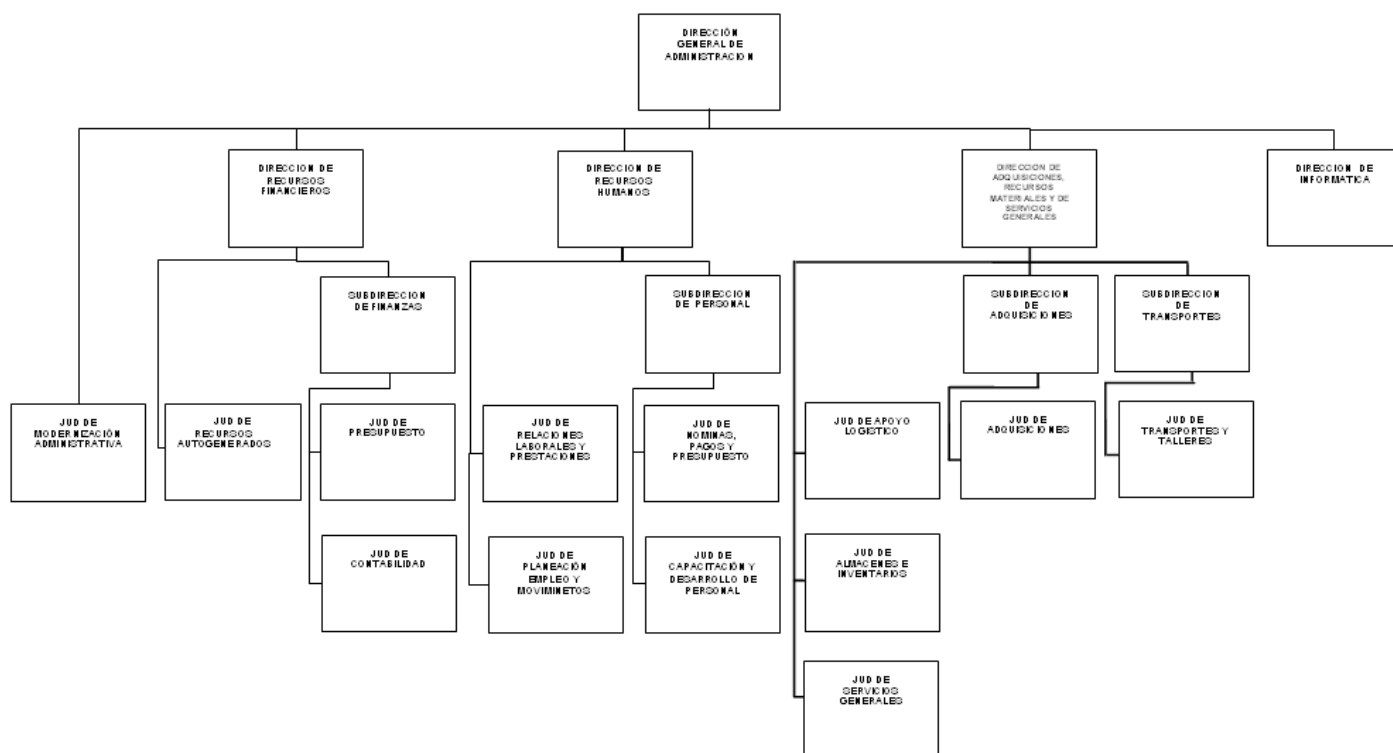 DIRECCIÓN
GENERAL DE
ADMINISTRACION
DIRECCION DE
RECURSOS
FINANCIEROS
DIRECCION DE
RECURSOS
HUMANOS
DIRECCION DE
ADQUISICIONES,
RECURSOS
MATERIALES Y DE
SERVICIOS
GENERALES
DIRECCION DE
INFORMATICA
SUBDIRECCION
DE FINANZAS
SUBDIRECCION
DE PERSONAL
SUBDIRECCION
DE
ADQUISICIONES
SUBDIRECCION
DE
TRANSPORTES
JUD DE
MODERNIZACIÓN
ADMINISTRATIVA
JUD DE
RECURSOS
AUTOGENERADOS
JUD DE
PRESUPUESTO
JUD DE
RELACIONES
LABORALES Y
PRESTACIONES
JUD DE
NOMINAS,
PAGOS Y
PRESUPUESTO
JUD DE APOYO
LOGISTICO
JUD DE
ADQUISICIONES
JUD DE
TRANSPORTES Y
TALLERES
JUD DE
CONTABILIDAD
JUD DE
PLANEACIÓN
EMPLEO Y
MOVIMINETOS
JUD DE
CAPACITACIÓN Y
DESARROLLO DE
PERSONAL
JUD DE
ALMACENES E
INVENTARIOS
JUD DE
SERVICIOS
GENERALES